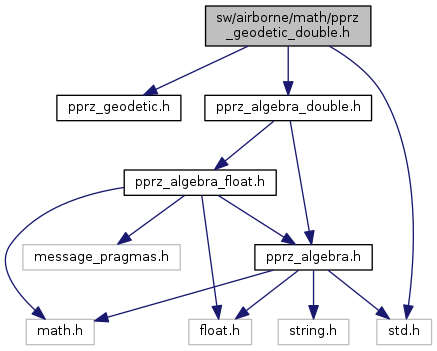 sw/airborne/math/pprz
_geodetic_double.h
pprz_geodetic.h
pprz_algebra_double.h
pprz_algebra_float.h
message_pragmas.h
pprz_algebra.h
math.h
float.h
string.h
std.h